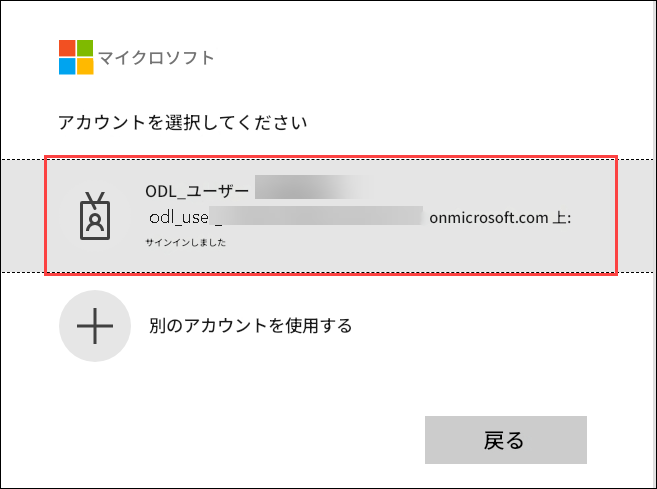 マイクロソフト
アカウントを選択してください
ODL_ユーザー
odl_use_ onmicrosoft.com 上:
サインインしました
別のアカウントを使用する
戻る